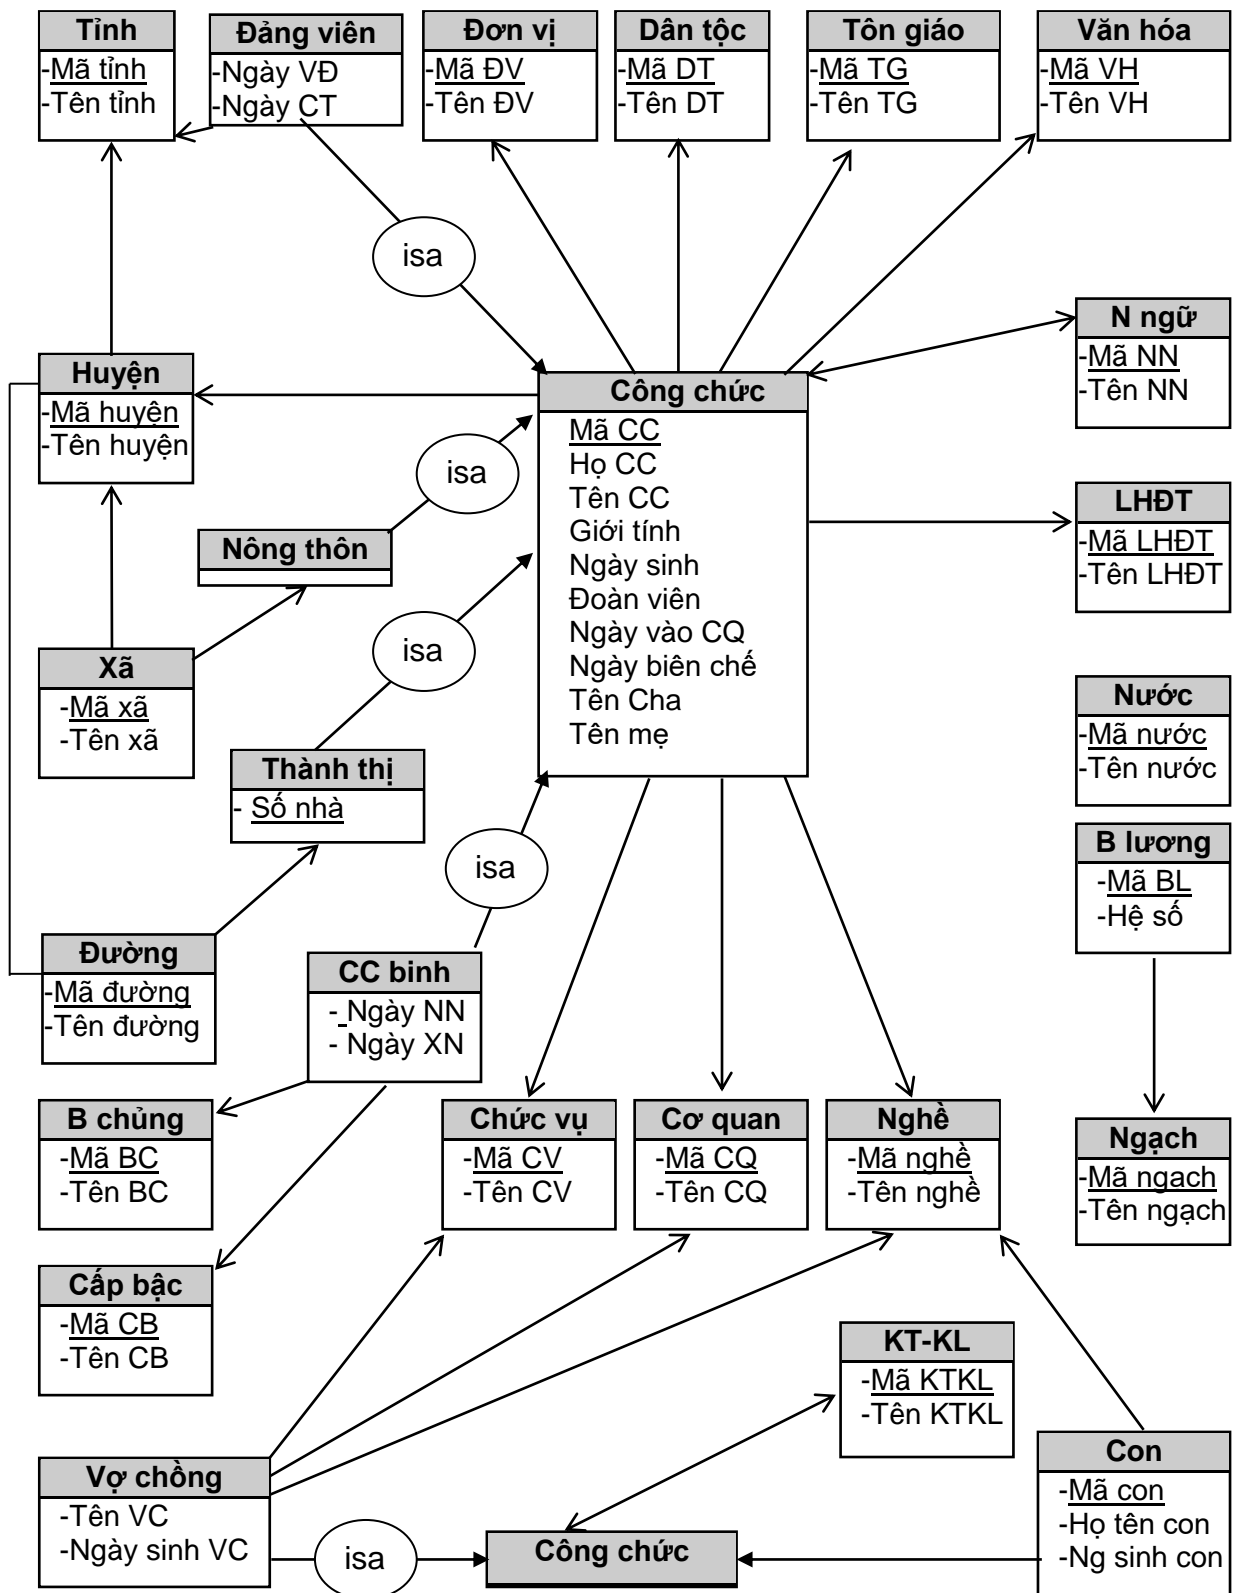 Tỉnh
-Mã tỉnh
-Tên tỉnh
Đảng viên
-Ngày VĐ
-Ngày CT
Đơn vị
-Mã ĐV
-Tên ĐV
Dân tộc
-Mã DT
-Tên DT
Tôn giáo
-Mã TG
-Tên TG
Văn hóa
-Mã VH
-Tên VH
isa
N ngữ
-Mã NN
-Tên NN
Huyện
-Mã huyện
-Tên huyện
Công chức
Mã CC
Họ CC
Tên CC
Giới tính
Ngày sinh
Đoàn viên
Ngày vào CQ
Ngày biên chế
Tên Cha
Tên mẹ
isa
LHĐT
-Mã LHĐT
-Tên LHĐT
Nông thôn
isa
Xã
-Mã xã
-Tên xã
Nước
-Mã nước
-Tên nước
Thành thị
- Số nhà
isa
B lương
-Mã BL
-Hệ số
Đường
-Mã đường
-Tên đường
CC binh
- Ngày NN
- Ngày XN
B chủng
-Mã BC
-Tên BC
Chức vụ
-Mã CV
-Tên CV
Cơ quan
-Mã CQ
-Tên CQ
Nghề
-Mã nghề
-Tên nghề
Ngạch
-Mã ngach
-Tên ngạch
Cấp bậc
-Mã CB
-Tên CB
KT-KL
-Mã KTKL
-Tên KTKL
Vợ chồng
-Tên VC
-Ngày sinh VC
isa
Công chức
Con
-Mã con
-Họ tên con
-Ng sinh con